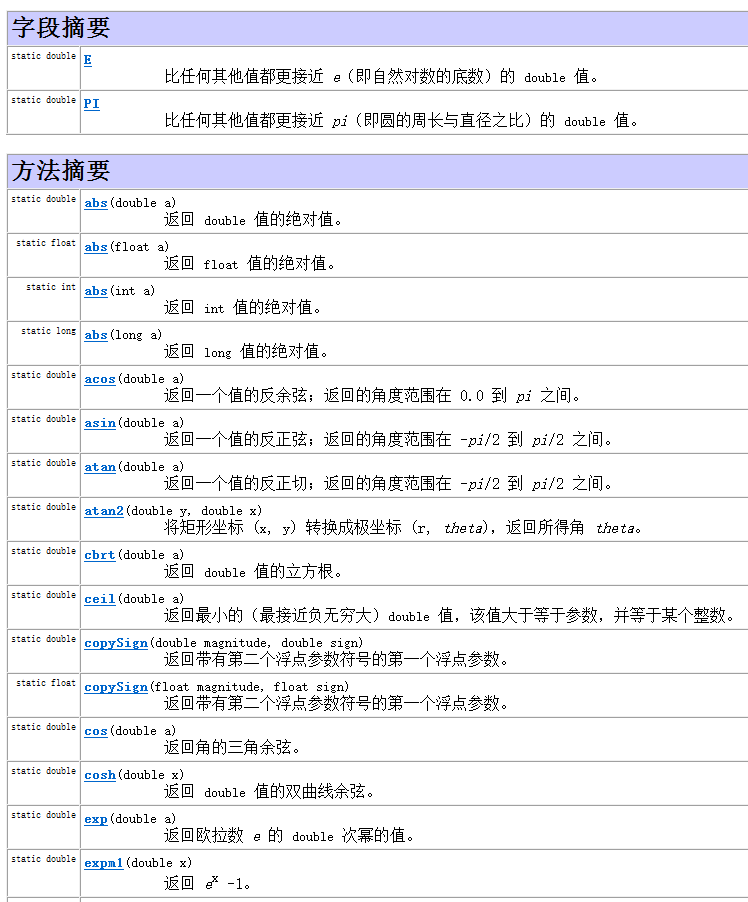 字段摘要
static double E
比任何其他值都更接近 e（即自然对数的底数）的 double 值。
static double PI
比任何其他值都更接近 pi（即圆的周长与直径之比）的 double 值。
方法摘要
static double abs(double a)
返回 double 值的绝对值。
static float abs(float a)
返回 float 值的绝对值。
static int abs(int a)
返回 int 值的绝对值。
static long abs(long a)
返回 long 值的绝对值。
static double acos(double a)
返回一个值的反余弦；返回的角度范围在 0.0 到 pi 之间。
static double asin(double a)
返回一个值的反正弦；返回的角度范围在 -pi/2 到 pi/2 之间。
static double atan(double a)
返回一个值的反正切；返回的角度范围在 -pi/2 到 pi/2 之间。
static double atan2(double y, double x)
将矩形坐标 (x, y) 转换成极坐标 (r, theta)，返回所得角 theta。
static double cbrt(double a)
返回 double 值的立方根。
static double ceil(double a)
返回最小的（最接近负无穷大）double 值，该值大于等于参数，并等于某个整数。
static double copySign(double magnitude, double sign)
返回带有第二个浮点参数符号的第一个浮点参数。
static float copySign(float magnitude, float sign)
返回带有第二个浮点参数符号的第一个浮点参数。
static double cos(double a)
返回角的三角余弦。
static double cosh(double x)
返回 double 值的双曲线余弦。
static double exp(double a)
返回欧拉数 e 的 double 次幂的值。
static double expm1(double x)
返回 eˣ -1。